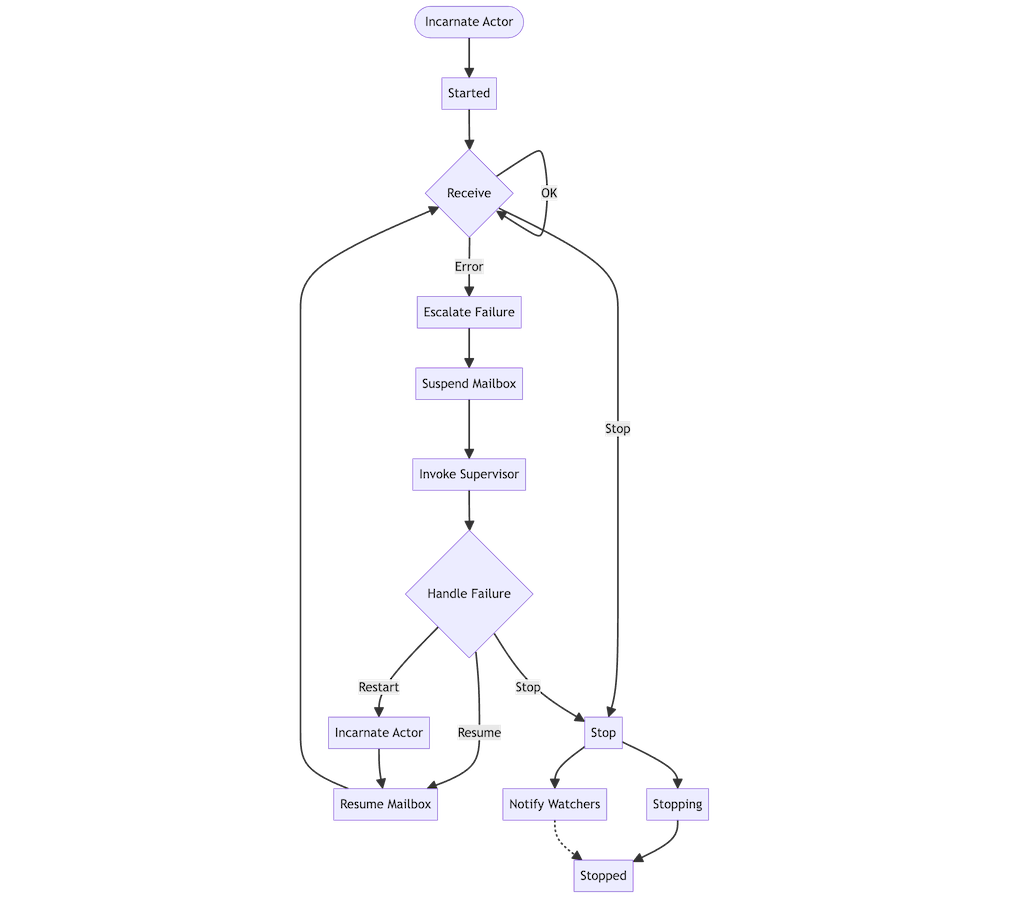 Incarnate Actor
Started
Receive
OK
Error
Escalate Failure
Suspend Mailbox
Stop
Invoke Supervisor
Handle Failure
Restart
Stop
Resume
Incarnate Actor
Stop
Resume Mailbox
Notify Watchers
Stopping
Stopped